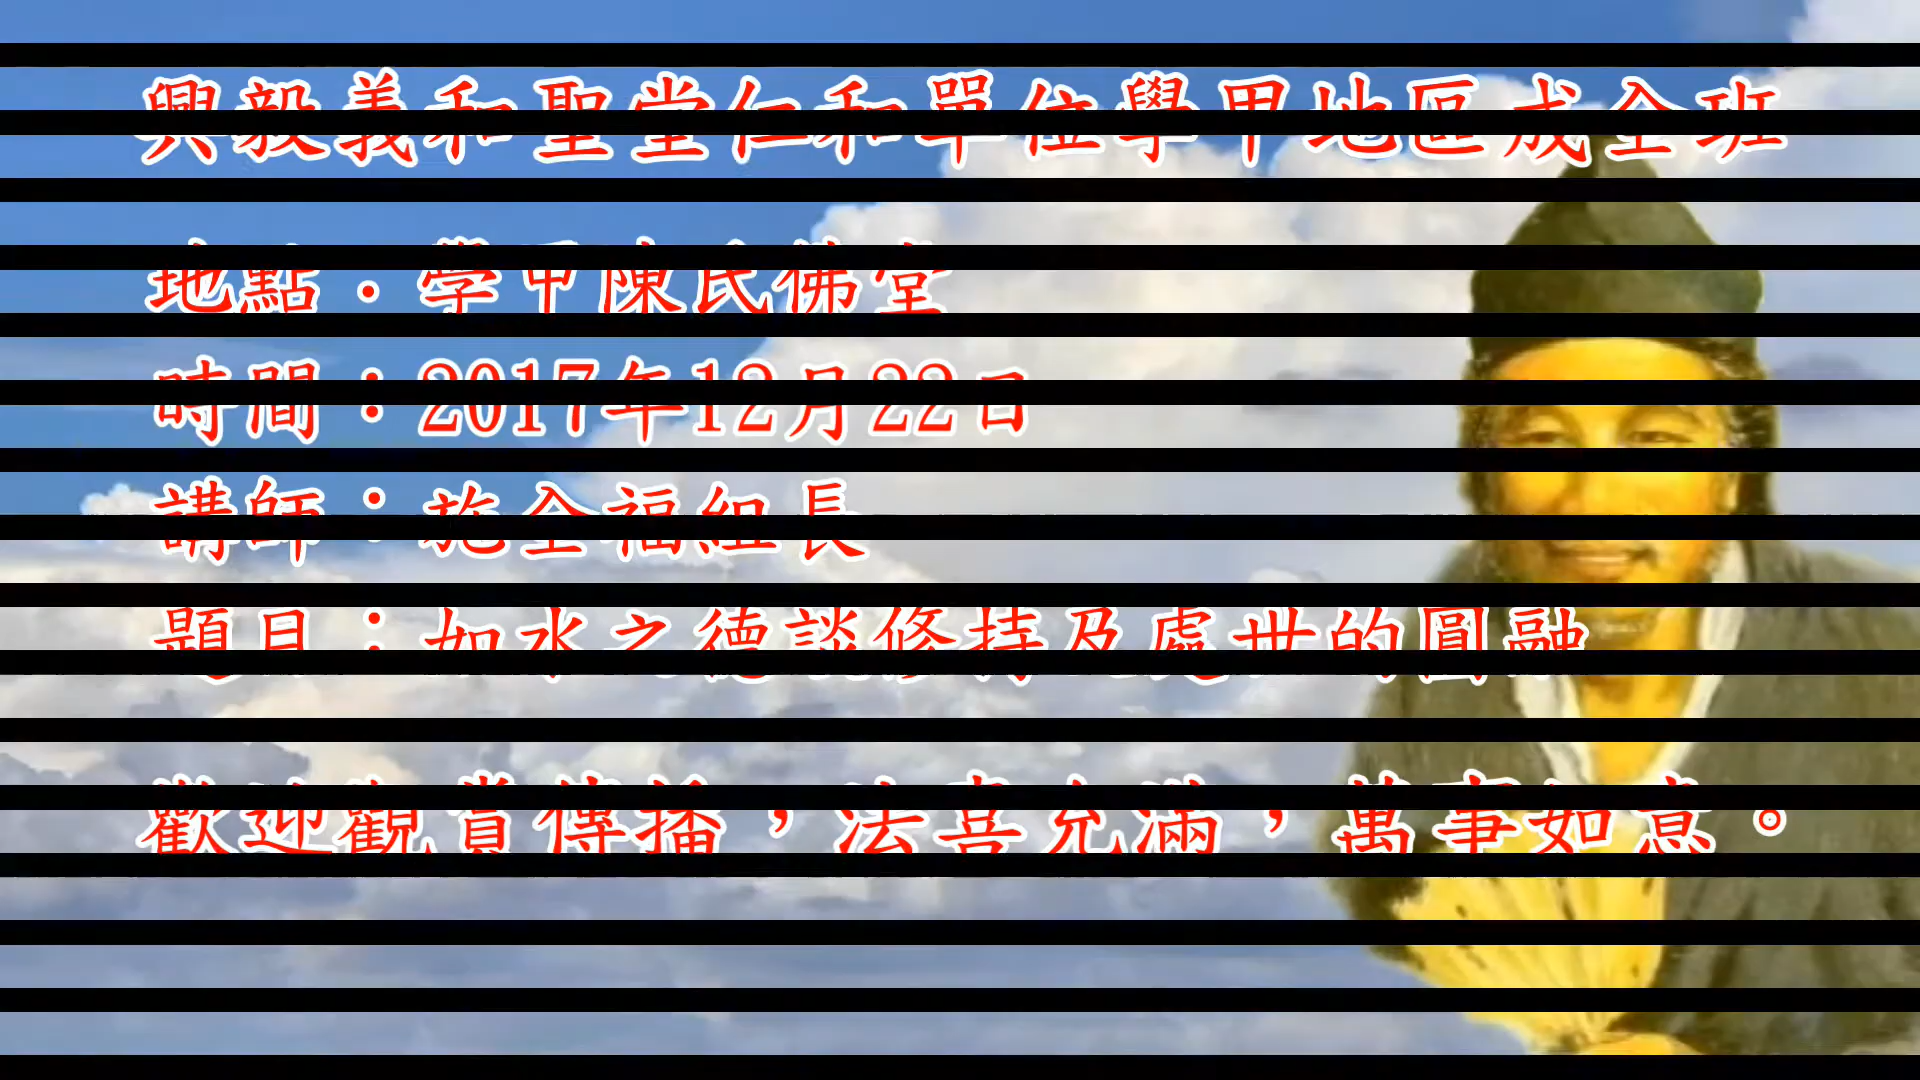 興毅義和聖堂仁和單位學甲地區成全班
地點：學甲陳氏佛堂
時間：2017年12月22日
講師：施全福組長
題目：如水之德談修持及處世的圓融
歡迎觀賞傳播，法喜充滿，萬事如意。